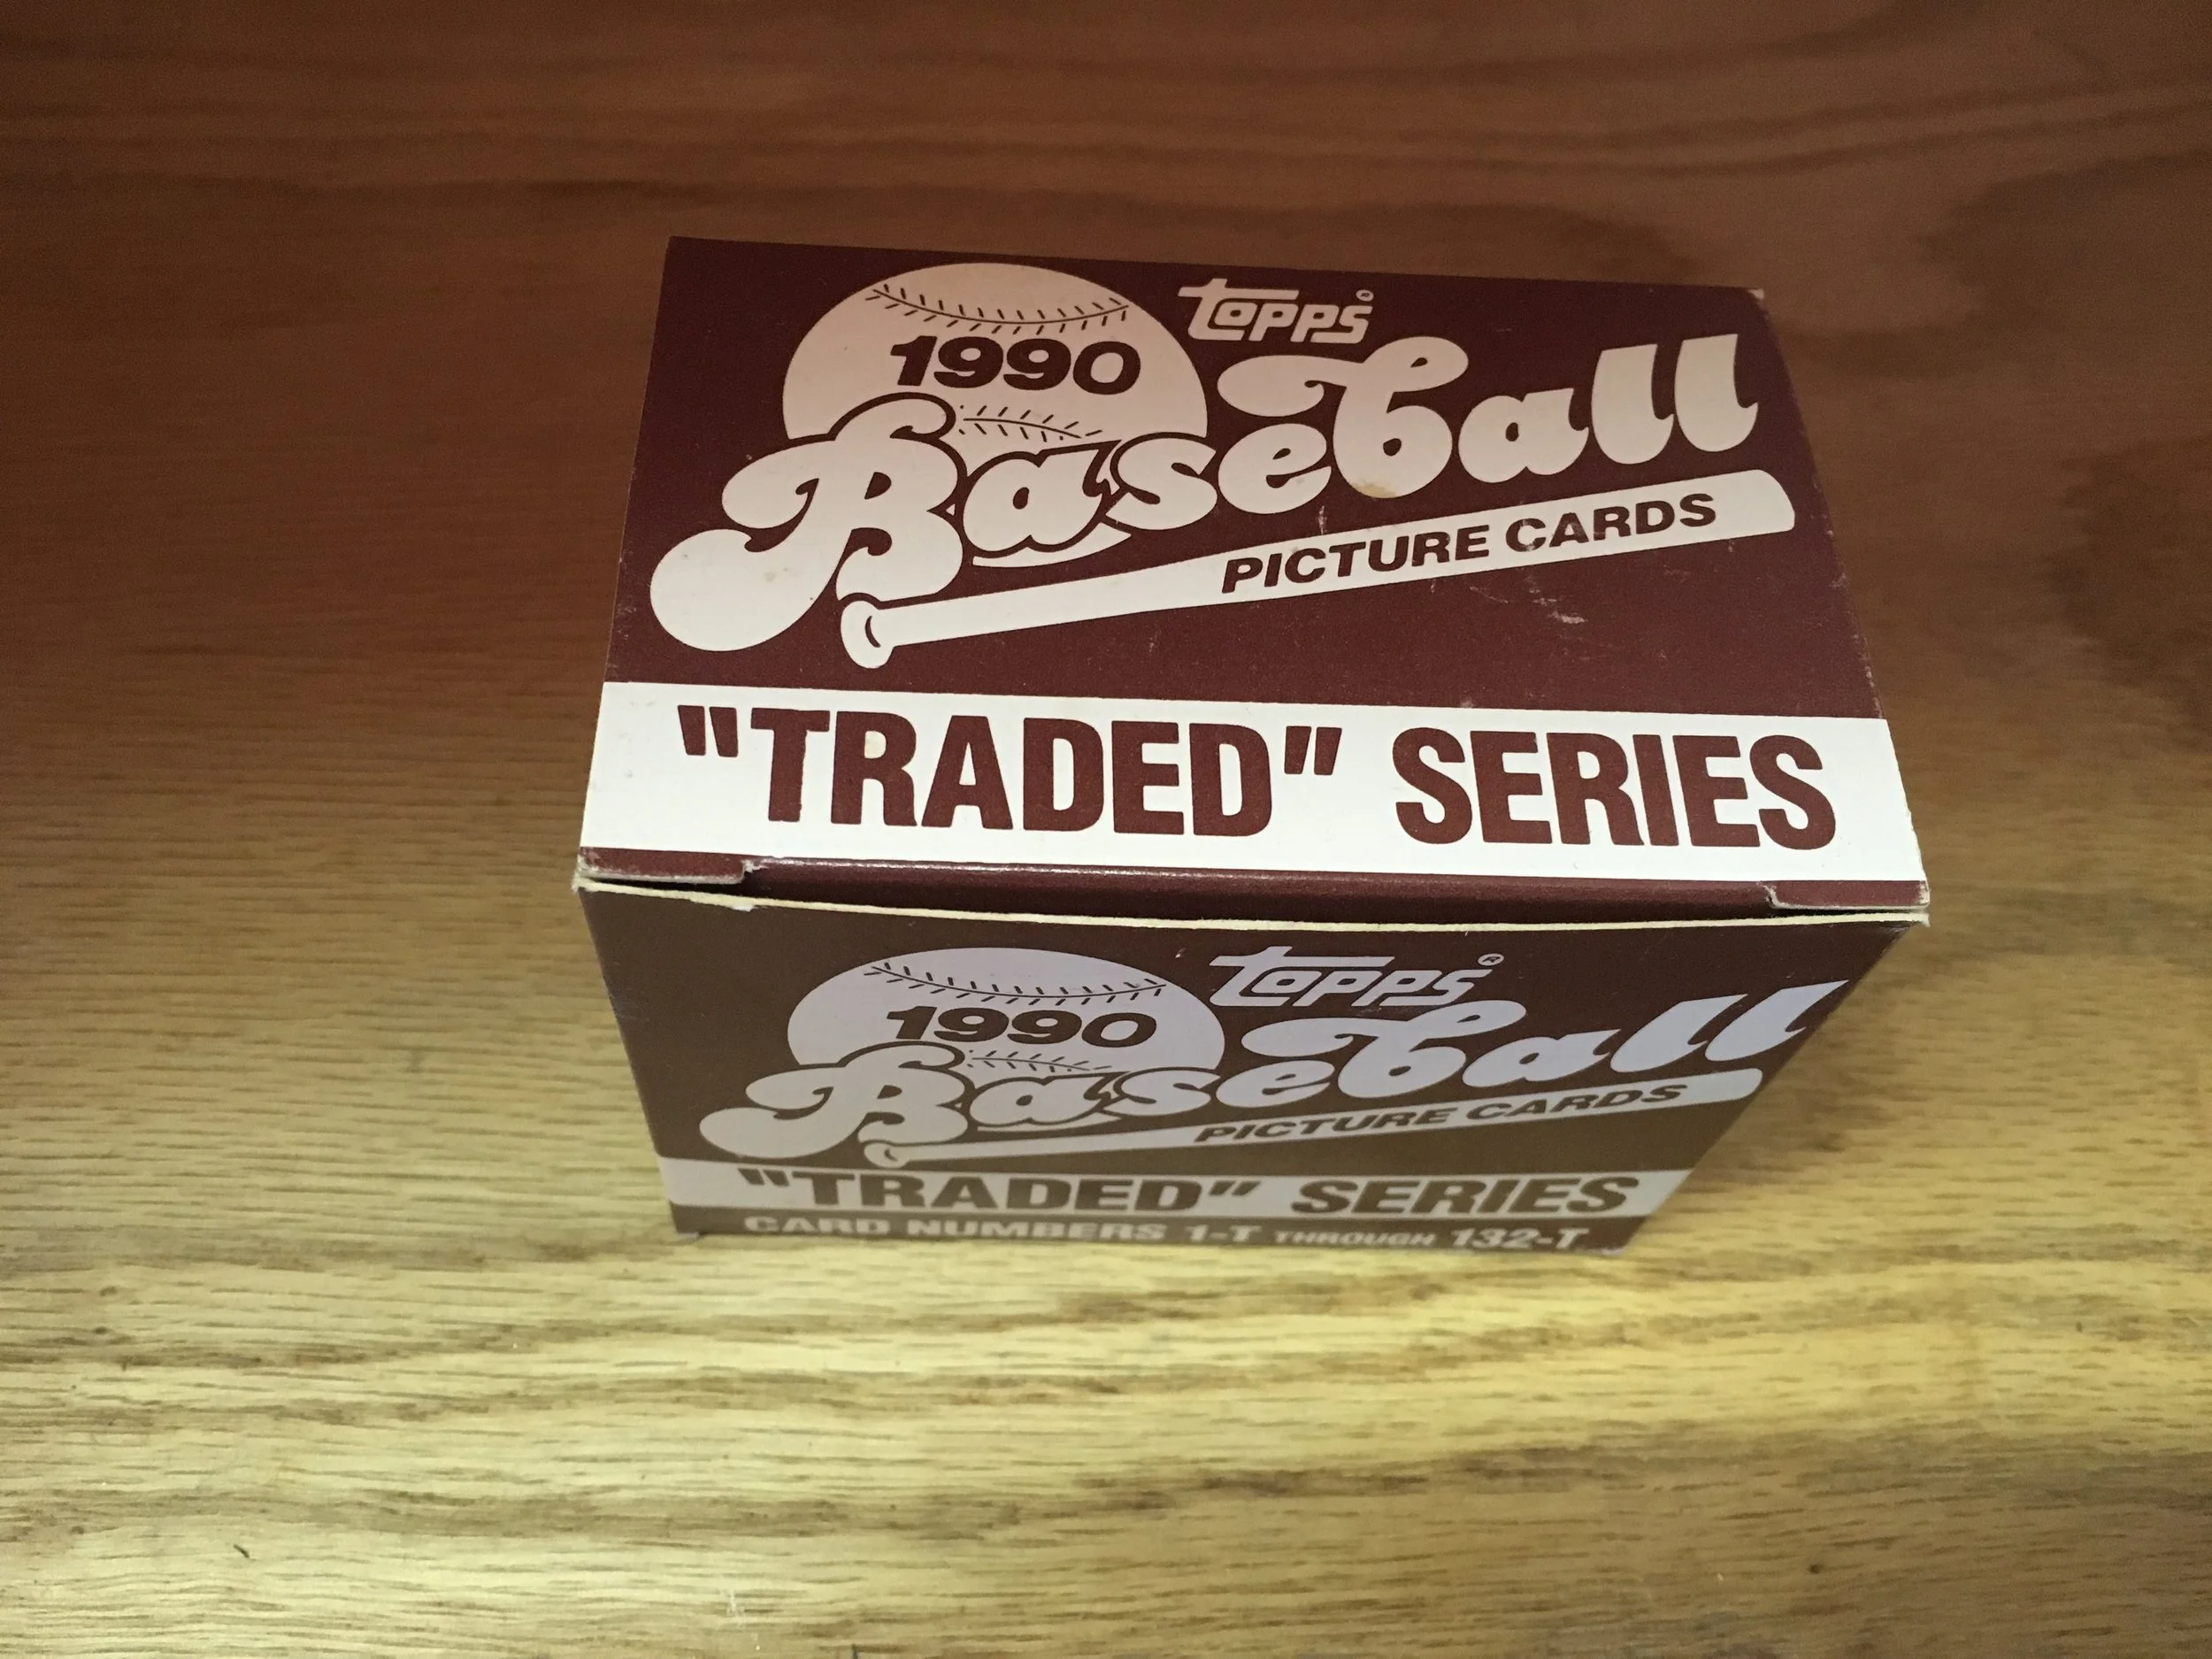 topps®
1990
Baseball
PICTURE CARDS
"TRADED" SERIES
topps®
1990
Baseball
PICTURE CARDS
"TRADED" SERIES
CARD NUMBERS 1-T THROUGH 132-T